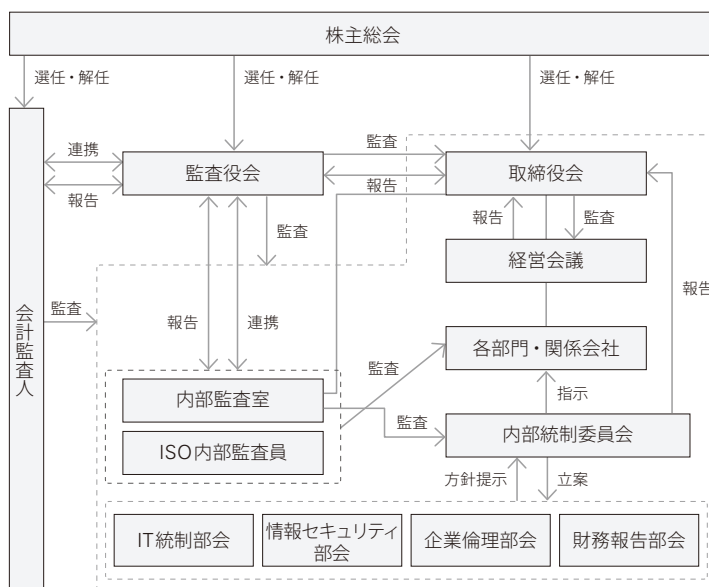 株主総会
選任・解任
選任・解任
選任・解任
連携
監査役会
監査
取締役会
報告
報告
監査
報告
監査
経営会議
会計監査人
監査
報告
連携
報告
各部門・関係会社
監査
指示
内部監査室
監査
内部統制委員会
ISO内部監査員
方針提示
立案
IT統制部会
情報セキュリティ
部会
企業倫理部会
財務報告部会